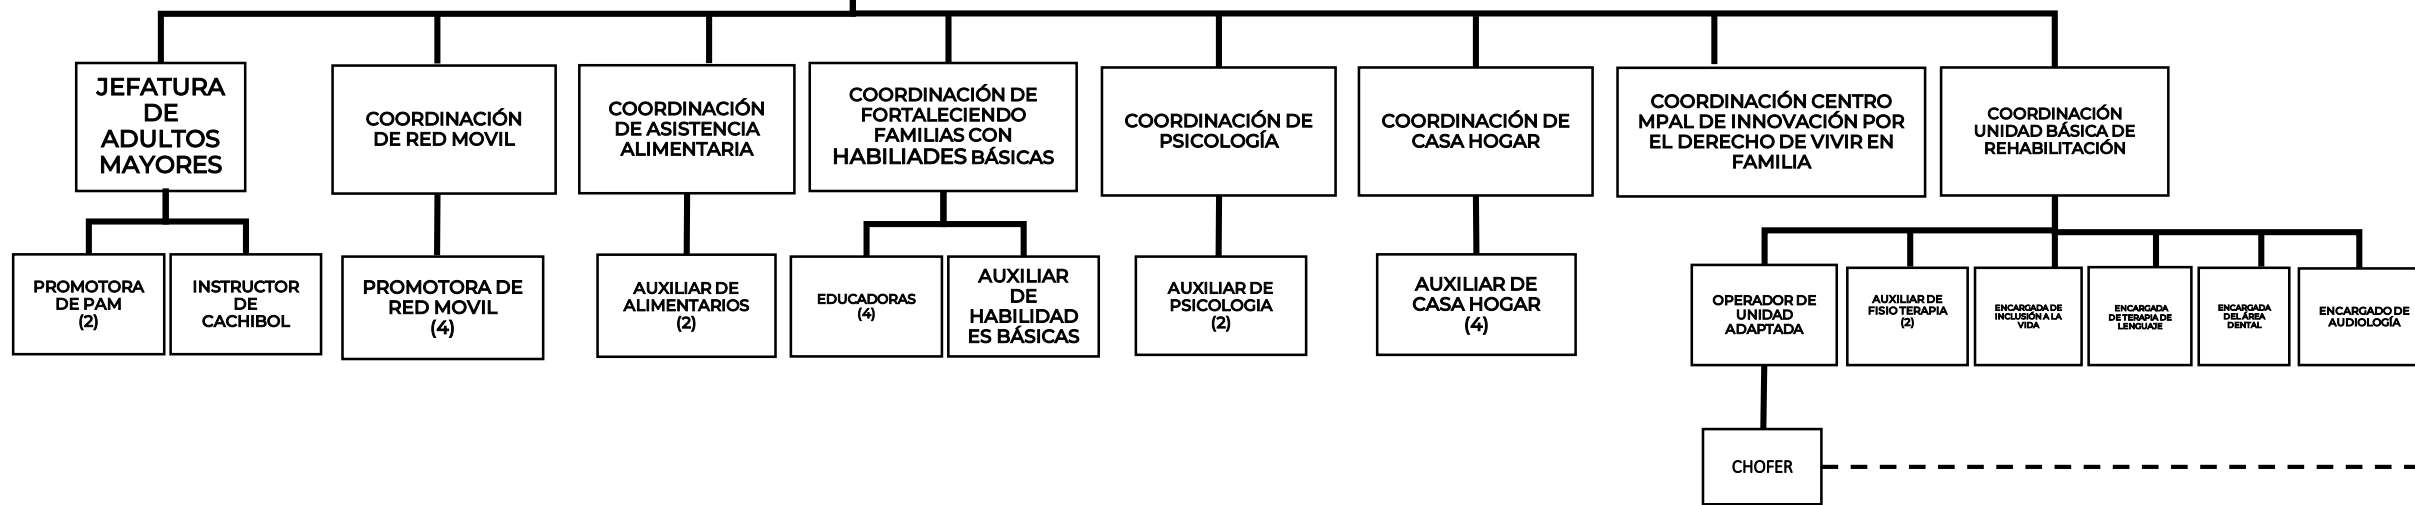 JEFATURA
DE
ADULTOS
MAYORES
COORDINACIÓN
DE RED MOVIL
COORDINACIÓN
DE ASISTENCIA
ALIMENTARIA
COORDINACIÓN DE
FORTALECIENDO
FAMILIAS CON
HABILIADES BÁSICAS
COORDINACIÓN DE
PSICOLOGÍA
COORDINACIÓN DE
CASA HOGAR
COORDINACIÓN CENTRO
MPAL DE INNOVACIÓN POR
EL DERECHO DE VIVIR EN
FAMILIA
COORDINACIÓN
UNIDAD BÁSICA DE
REHABILITACIÓN
PROMOTORA
DE PAM
(2)
INSTRUCTOR
DE
CACHIBOL
PROMOTORA DE
RED MOVIL
(4)
AUXILIAR DE
ALIMENTARIOS
(2)
EDUCADORAS
(4)
AUXILIAR
DE
HABILIDAD
ES BÁSICAS
AUXILIAR DE
PSICOLOGIA
(2)
AUXILIAR DE
CASA HOGAR
(4)
OPERADOR DE
UNIDAD
ADAPTADA
AUXILIAR DE
FISIO TERAPIA
(2)
ENCARGADA DE
INCLUSIÓN A LA
VIDA
ENCARGADA
DE TERAPIA DE
LENGUAJE
ENCARGADA
DEL ÁREA
DENTAL
ENCARGADO DE
AUDIOLOGÍA
CHOFER